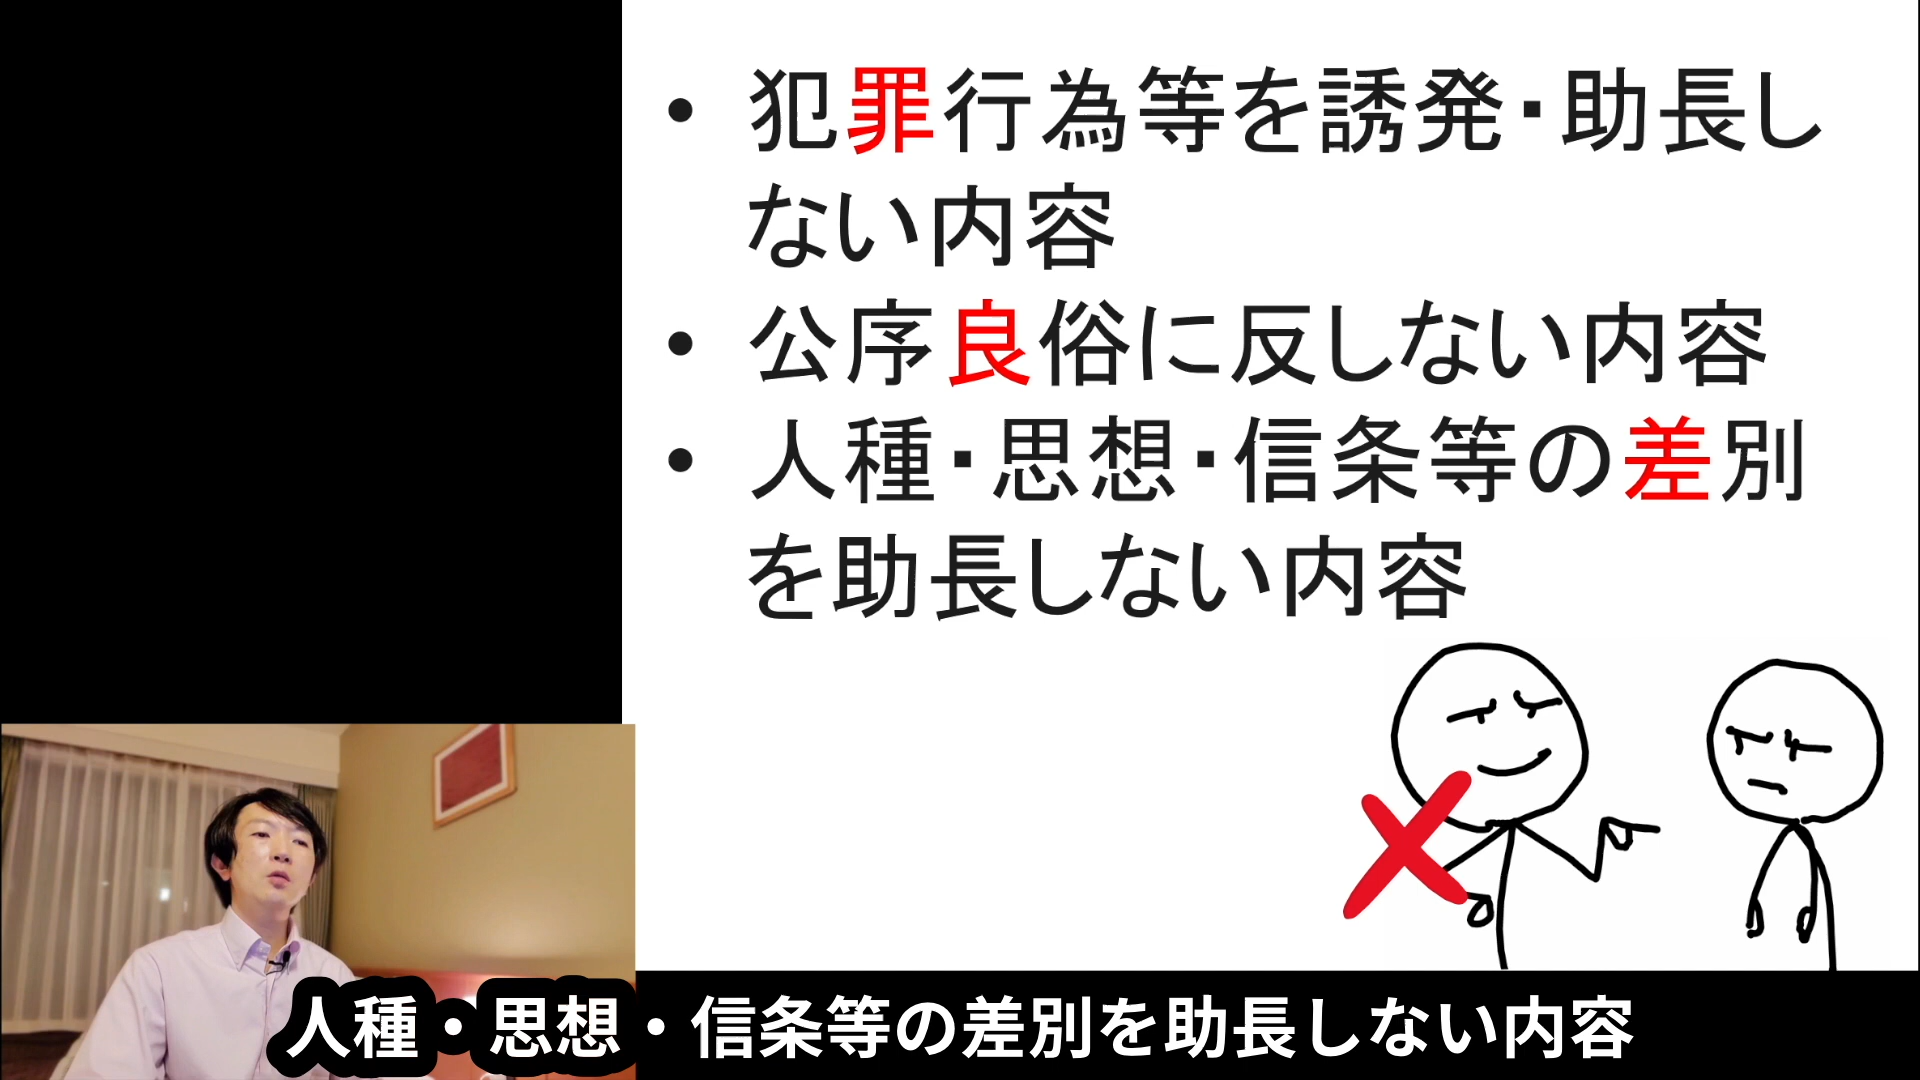 • 犯罪行為等を誘発・助長し
ない内容
• 公序良俗に反しない内容
• 人種・思想・信条等の差別
を助長しない内容
人種・思想・信条等の差別を助長しない内容